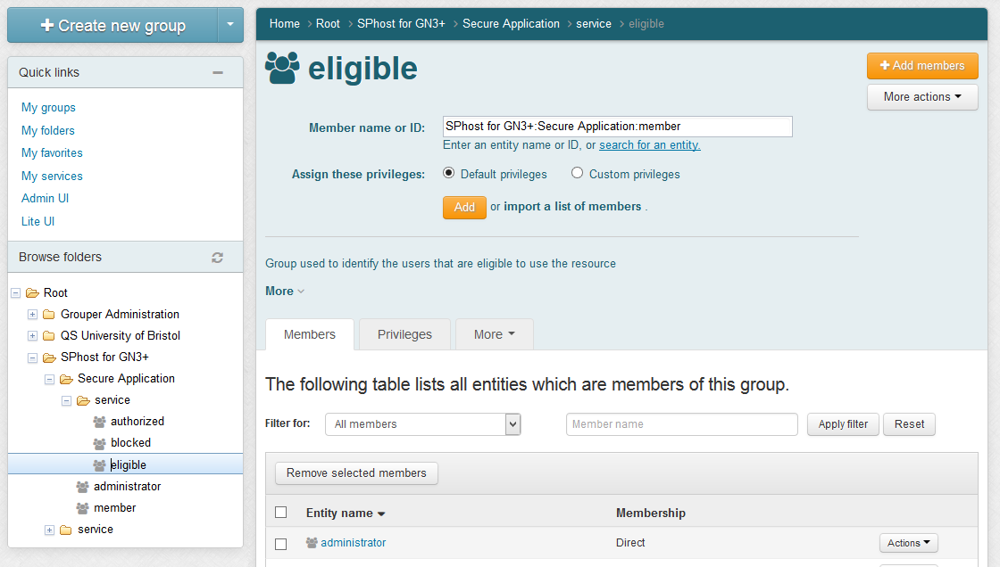 Create new group
Quick links
My groups
My folders
My favorites
My services
Admin UI
Lite UI
Browse folders
Root
Grouper Administration
QS University of Bristol
SPhost for GN3+
Secure Application
service
authorized
blocked
eligible
administrator
member
service
Home Root SPhost for GN3+ Secure Application service eligible
eligible
Add members
More actions
Member name or ID: SPhost for GN3+:Secure Application:member
Enter an entity name or ID, or search for an entity.
Assign these privileges: Default privileges Custom privileges
Add or import a list of members .
Group used to identify the users that are eligible to use the resource
More
Members Privileges More
The following table lists all entities which are members of this group.
Filter for: All members Member name Apply filter Reset
Remove selected members
Entity name Membership
administrator Direct Actions